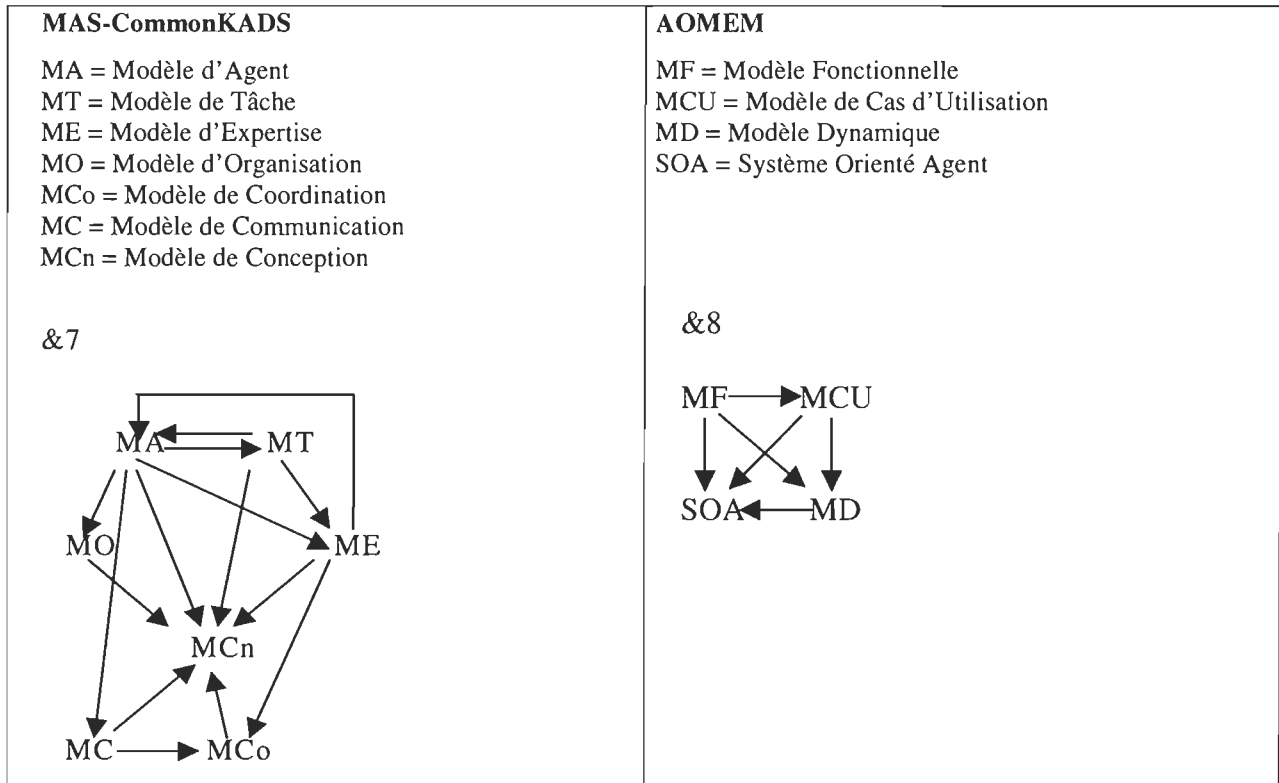 MAS-CommonKADS
MA = Modèle d'Agent
MT = Modèle de Tâche
ME = Modèle d'Expertise
MO = Modèle d'Organisation
MCo = Modèle de Coordination
MC = Modèle de Communication
MCn = Modèle de Conception
&7
MA MT
MO ME
MCn
MC MCo
AOMEM
MF = Modèle Fonctionnelle
MCU = Modèle de Cas d'Utilisation
MD = Modèle Dynamique
SOA = Système Orienté Agent
&8
MF MCU
SOA MD